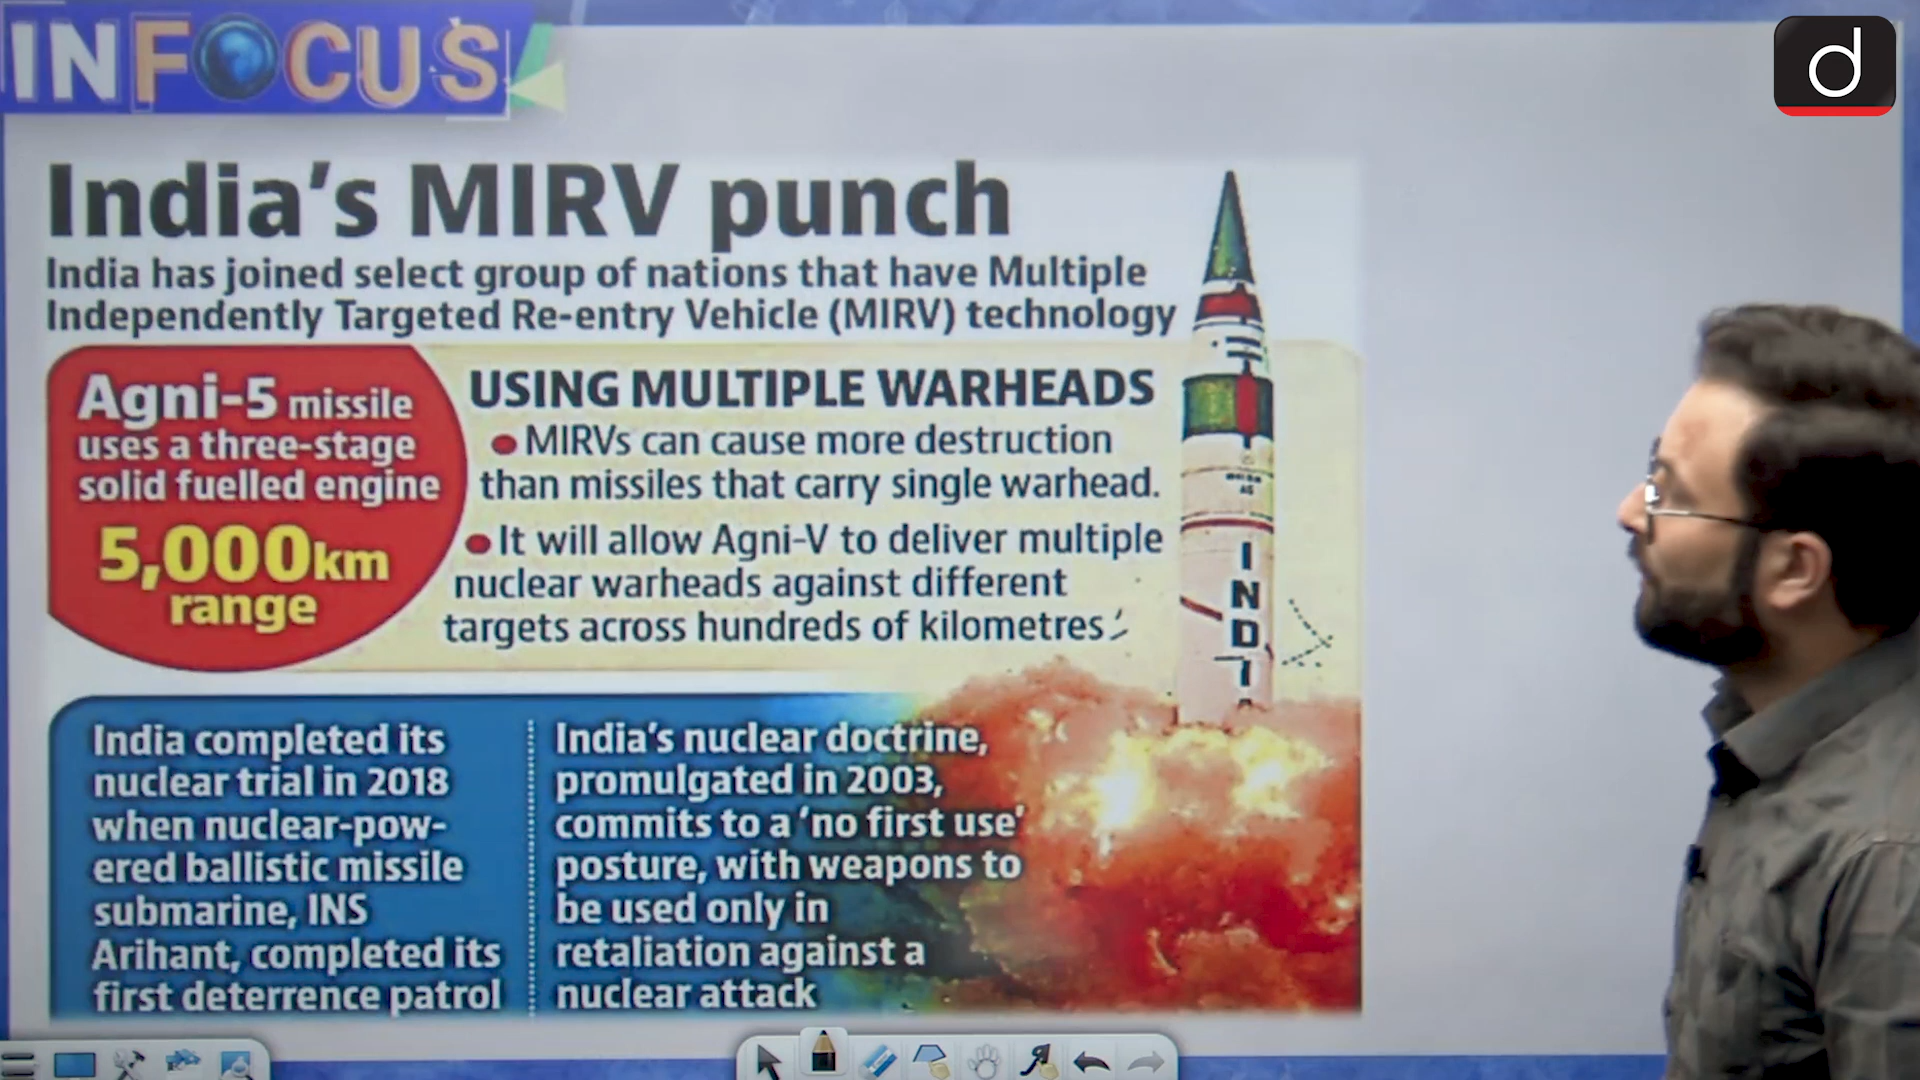 INFOCUS
d
India's MIRV punch
India has joined select group of nations that have Multiple
Independently Targeted Re-entry Vehicle (MIRV) technology
Agni-5 missile
uses a three-stage
solid fuelled engine
5,000km
range
USING MULTIPLE WARHEADS
• MIRVs can cause more destruction
than missiles that carry single warhead.
• It will allow Agni-V to deliver multiple
nuclear warheads against different
targets across hundreds of kilometres
INDIA
India completed its
nuclear trial in 2018
when nuclear-pow-
ered ballistic missile
submarine, INS
Arihant, completed its
first deterrence patrol
India's nuclear doctrine,
promulgated in 2003,
commits to a 'no first use'
posture, with weapons to
be used only in
retaliation against a
nuclear attack